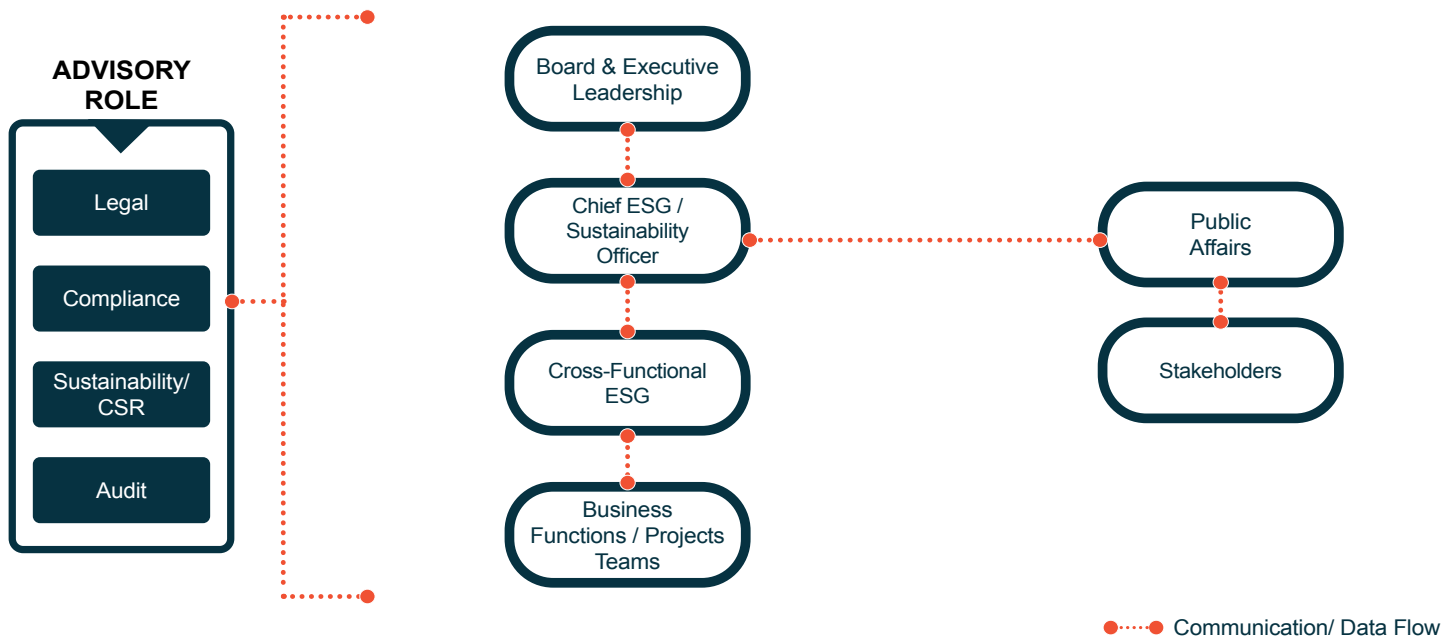 ADVISORY
ROLE
Legal
Compliance
Sustainability/
CSR
Audit
Board & Executive
Leadership
Chief ESG /
Sustainability
Officer
Cross-Functional
ESG
Business
Functions / Projects
Teams
Public
Affairs
Stakeholders
Communication/ Data Flow